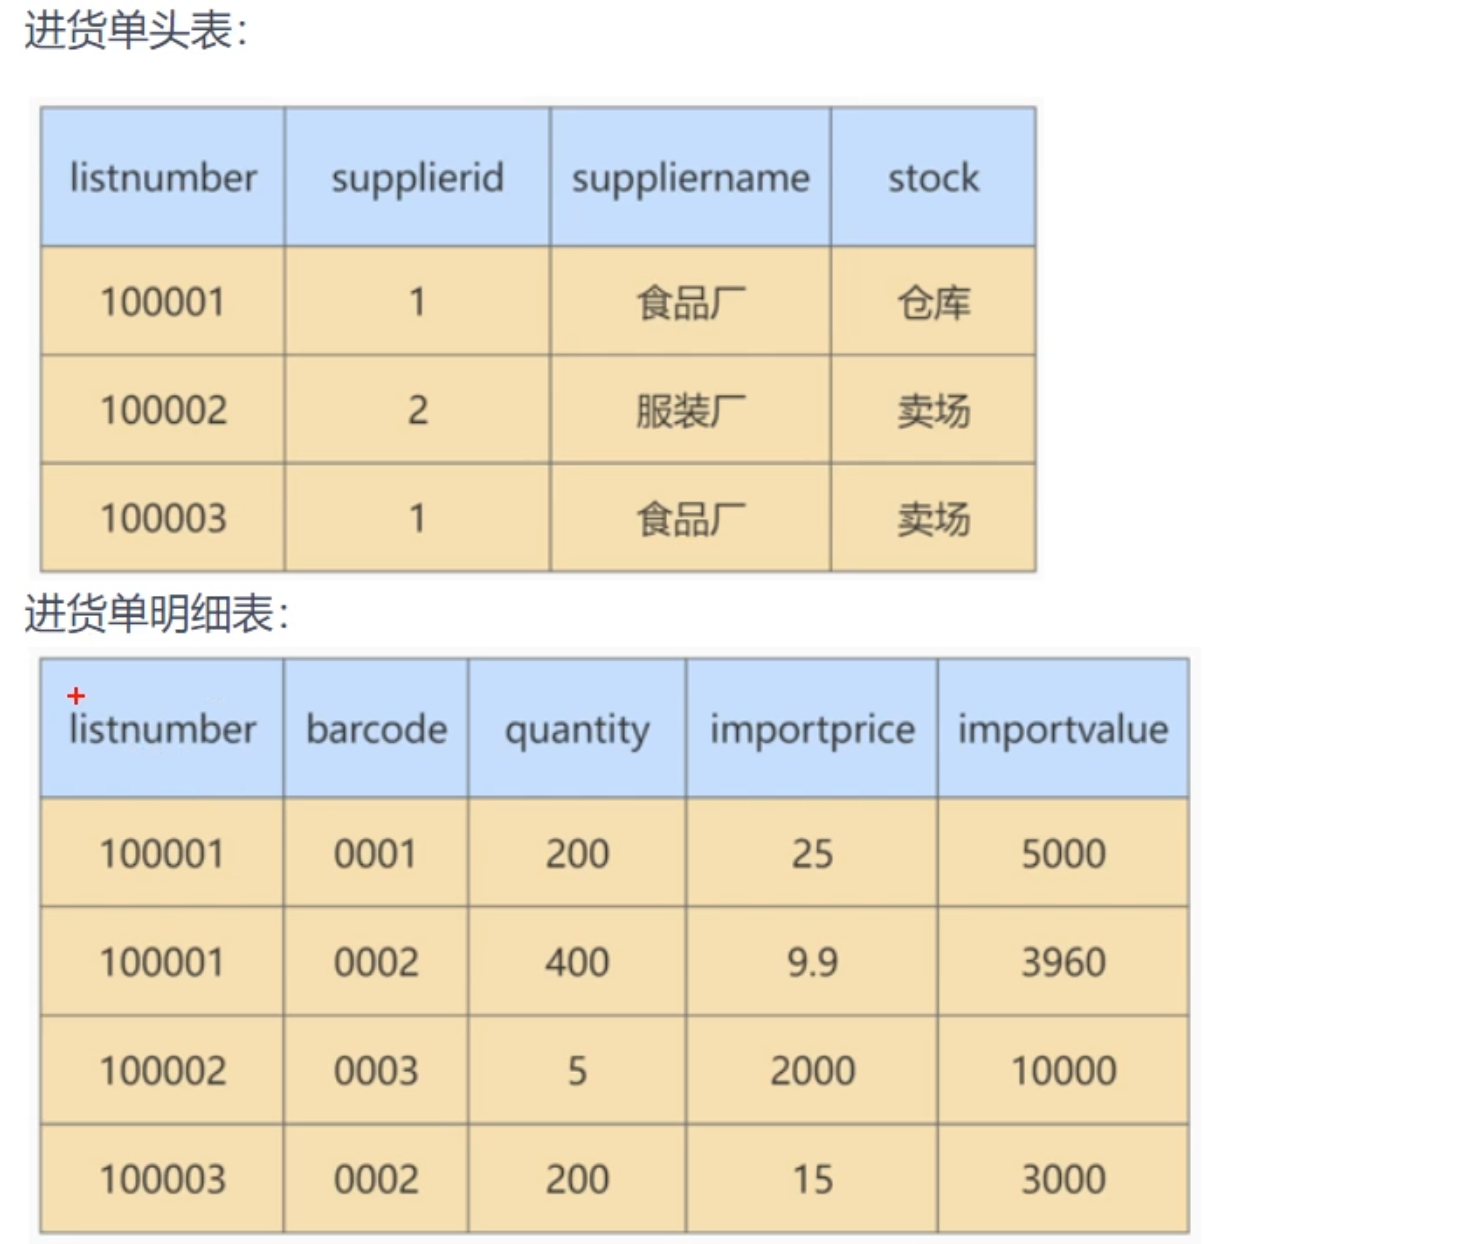 进货单头表：
listnumber supplierid suppliername stock
100001 1 食品厂 仓库
100002 2 服装厂 卖场
100003 1 食品厂 卖场
进货单明细表：
listnumber barcode quantity importprice importvalue
100001 0001 200 25 5000
100001 0002 400 9.9 3960
100002 0003 5 2000 10000
100003 0002 200 15 3000